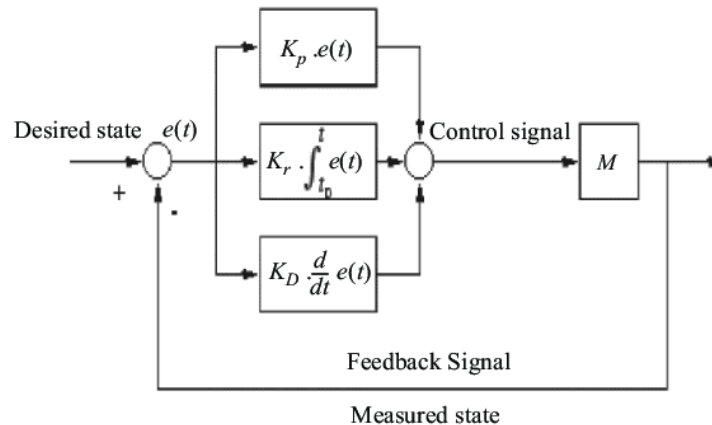 K_p .e(t)
Desired state e(t)
K_r . ∫_{t_0}^{t} e(t)
Control signal
M
+
-
K_D . d/dt e(t)
Feedback Signal
Measured state